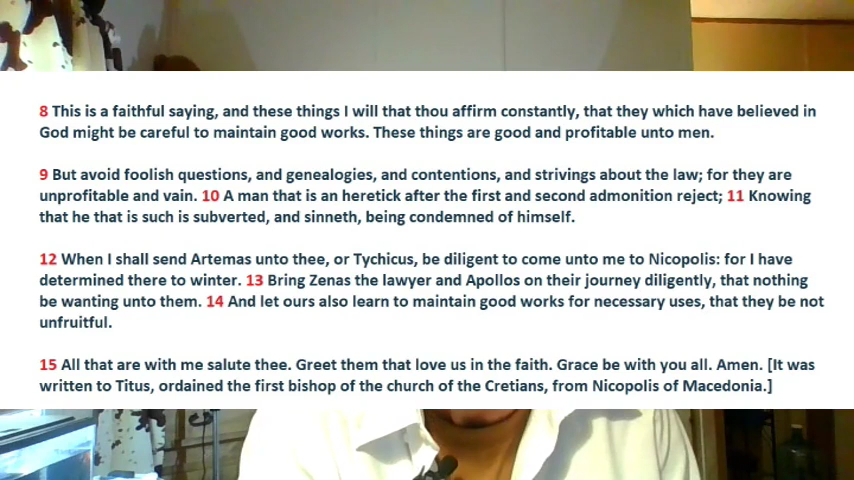 8 This is a faithful saying, and these things I will that thou affirm constantly, that they which have believed in
God might be careful to maintain good works. These things are good and profitable unto men.
9 But avoid foolish questions, and genealogies, and contentions, and strivings about the law; for they are
unprofitable and vain. 10 A man that is an heretick after the first and second admonition reject; 11 Knowing
that he that is such is subverted, and sinneth, being condemned of himself.
12 When I shall send Artemas unto thee, or Tychicus, be diligent to come unto me to Nicopolis: for I have
determined there to winter. 13 Bring Zenas the lawyer and Apollos on their journey diligently, that nothing
be wanting unto them. 14 And let ours also learn to maintain good works for necessary uses, that they be not
unfruitful.
15 All that are with me salute thee. Greet them that love us in the faith. Grace be with you all. Amen. [It was
written to Titus, ordained the first bishop of the church of the Cretians, from Nicopolis of Macedonia.]